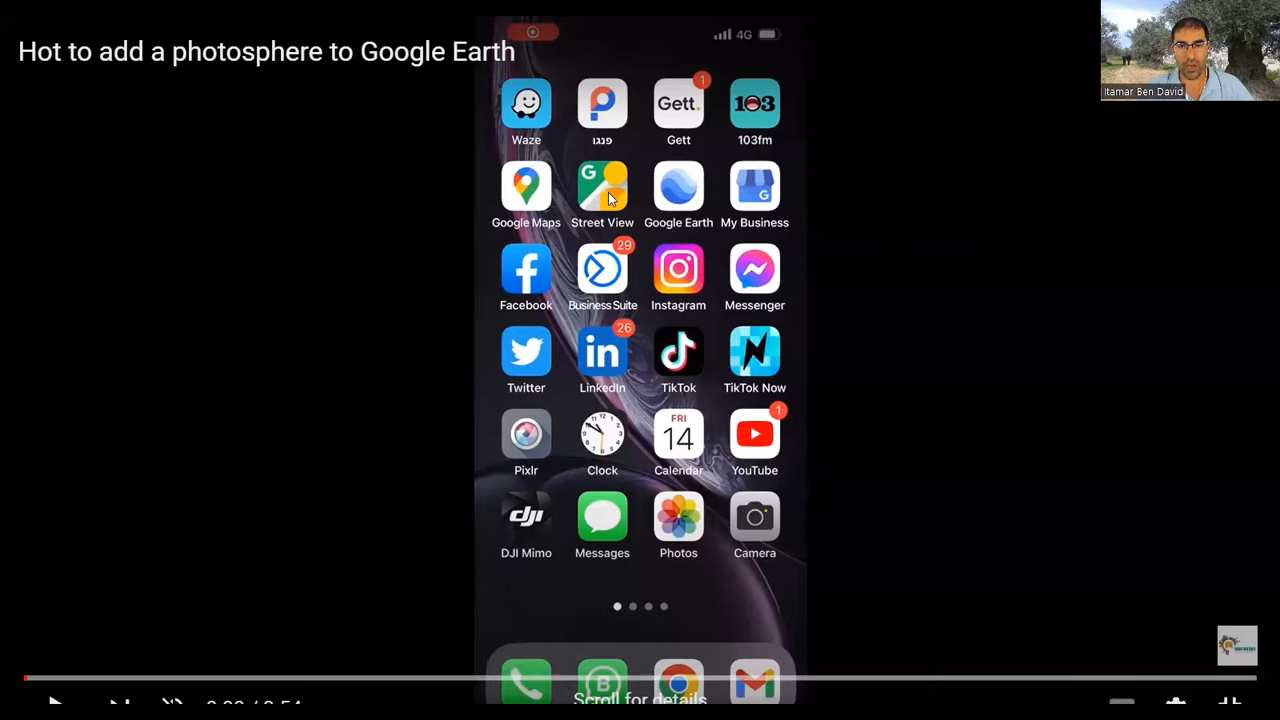 4G
Hot to add a photosphere to Google Earth
Itamar Ben David
1
Gett.
103
Waze
פנגו
Gett
103fm
G
G
Google Maps
Street View
Google Earth
My Business
29
Facebook
Business Suite
Instagram
Messenger
26
in
N
Twitter
LinkedIn
TikTok
TikTok Now
FRI
14
1
Pixlr
Clock
Calendar
YouTube
dji
DJI Mimo
Messages
Photos
Camera
B
Scroll for details